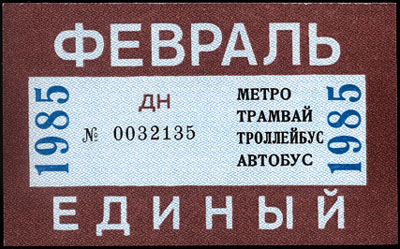 ФЕВРАЛЬ
1985
ДН
№ 0032135
МЕТРО
ТРАМВАЙ
ТРОЛЛЕЙБУС
АВТОБУС
1985
ЕДИНЫЙ